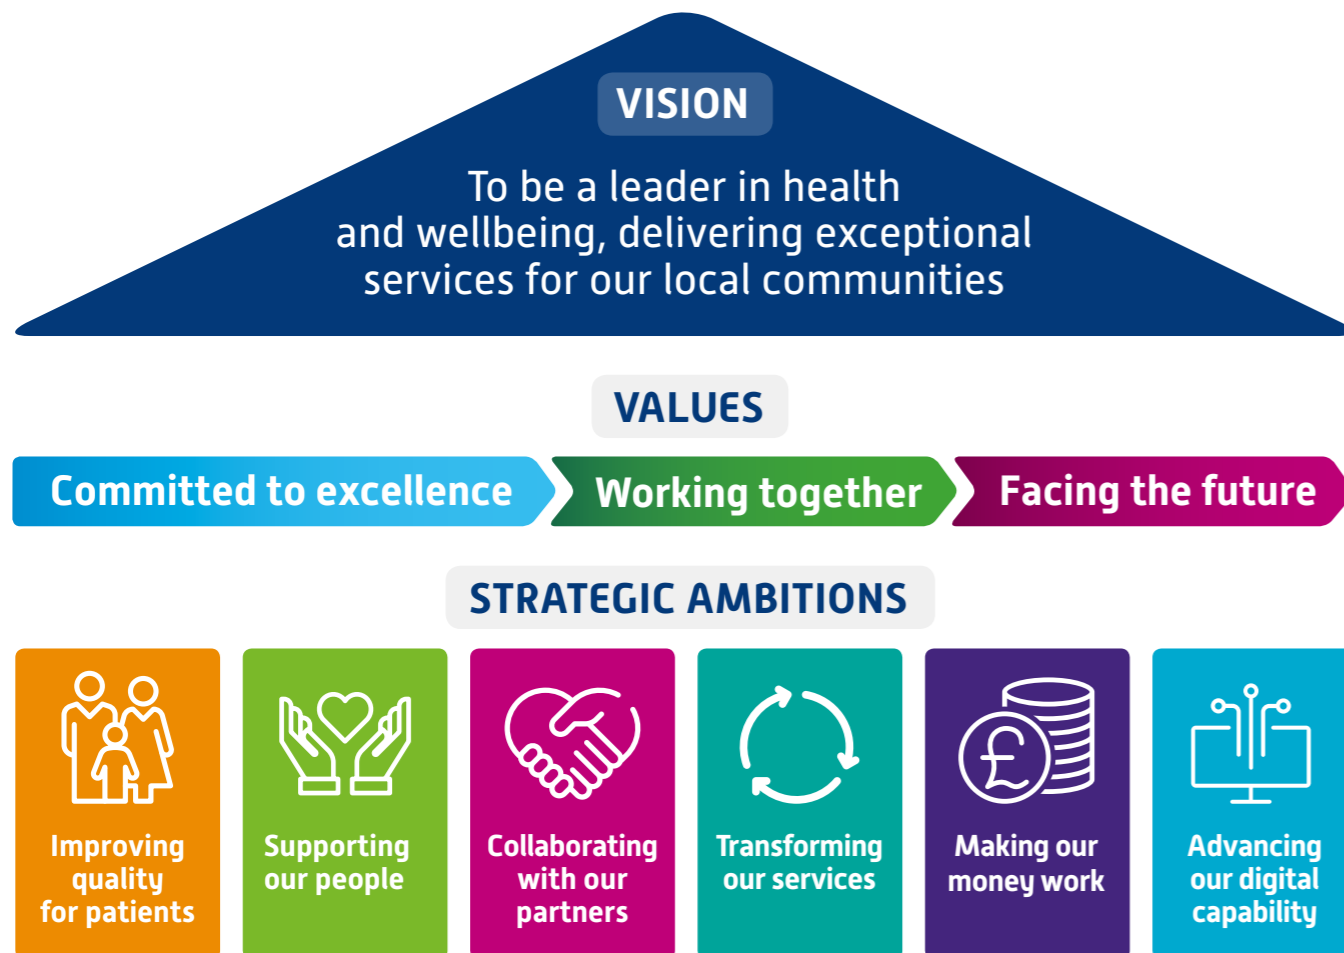 VISION
To be a leader in health
and wellbeing, delivering exceptional
services for our local communities
VALUES
Committed to excellence
Working together
Facing the future
STRATEGIC AMBITIONS
Improving
quality
for patients
Supporting
our people
Collaborating
with our
partners
Transforming
our services
£
Making our
money work
Advancing
our digital
capability